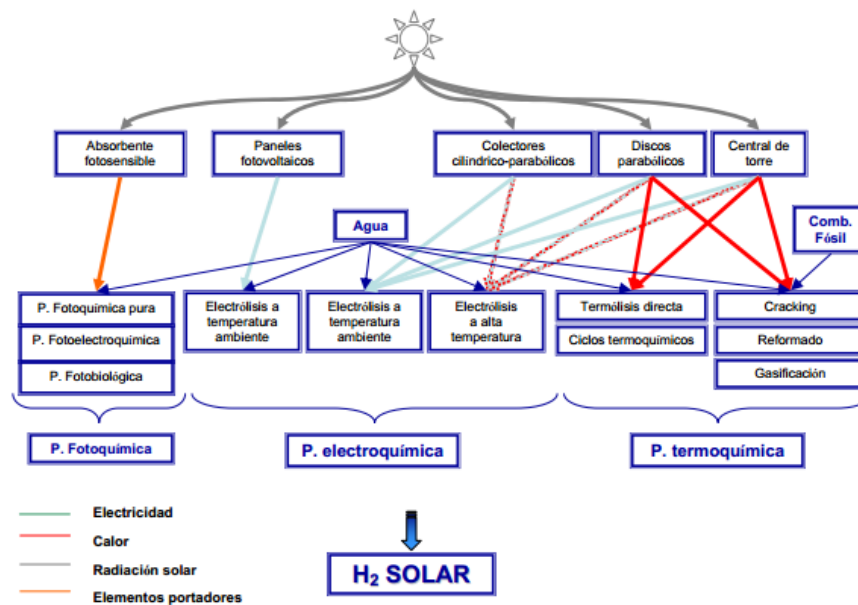 Absorbente
fotosensible
Paneles
fotovoltaicos
Colectores
cilíndrico-parabólicos
Discos
parabólicos
Central de
torre
Agua
Comb.
Fósil
P. Fotoquímica pura
P. Fotoelectroquímica
P. Fotobiológica
Electrólisis a
temperatura
ambiente
Electrólisis a
temperatura
ambiente
Electrólisis
a alta
temperatura
Termólisis directa
Ciclos termoquímicos
Cracking
Reformado
Gasificación
P. Fotoquímica
P. electroquímica
P. termoquímica
Electricidad
Calor
Radiación solar
Elementos portadores
H₂ SOLAR